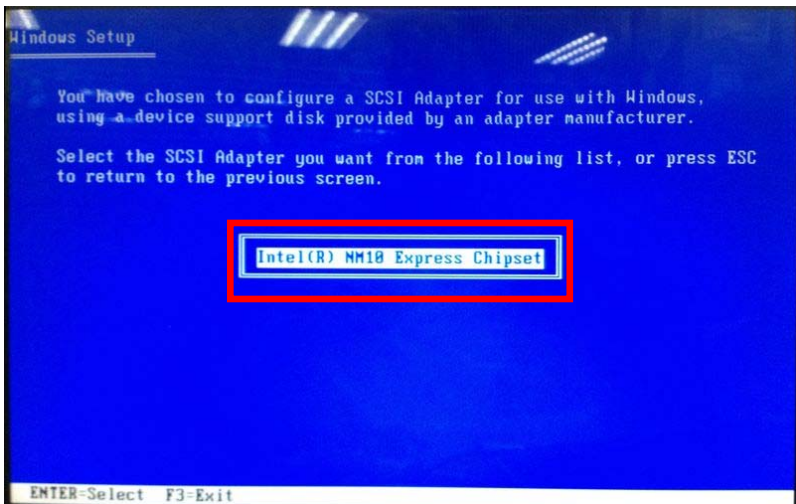 Windows Setup
You have chosen to configure a SCSI Adapter for use with Windows,
using a device support disk provided by an adapter manufacturer.
Select the SCSI Adapter you want from the following list, or press ESC
to return to the previous screen.
Intel(R) NM10 Express Chipset
ENTER=Select F3=Exit